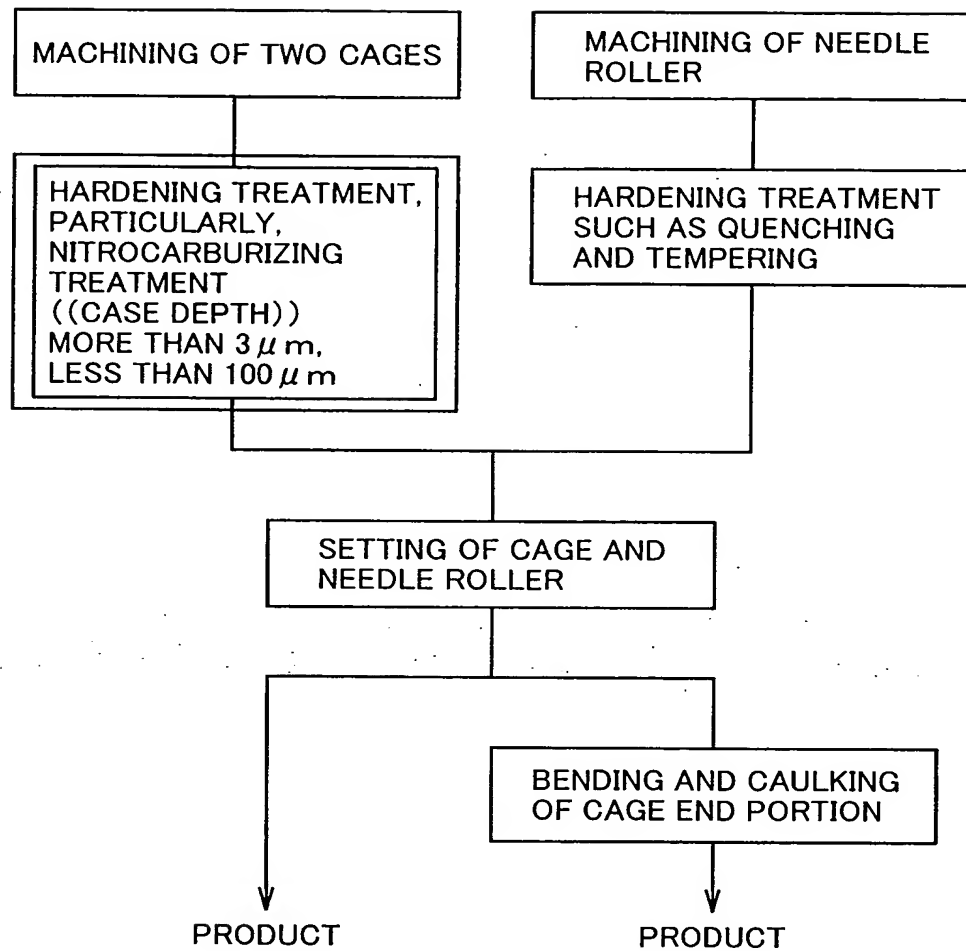 MACHINING OF TWO CAGES
MACHINING OF NEEDLE
ROLLER
HARDENING TREATMENT,
PARTICULARLY,
NITROCARBURIZING
TREATMENT
((CASE DEPTH))
MORE THAN 3μm,
LESS THAN 100μm
HARDENING TREATMENT
SUCH AS QUENCHING
AND TEMPERING
SETTING OF CAGE AND
NEEDLE ROLLER
BENDING AND CAULKING
OF CAGE END PORTION
PRODUCT
PRODUCT